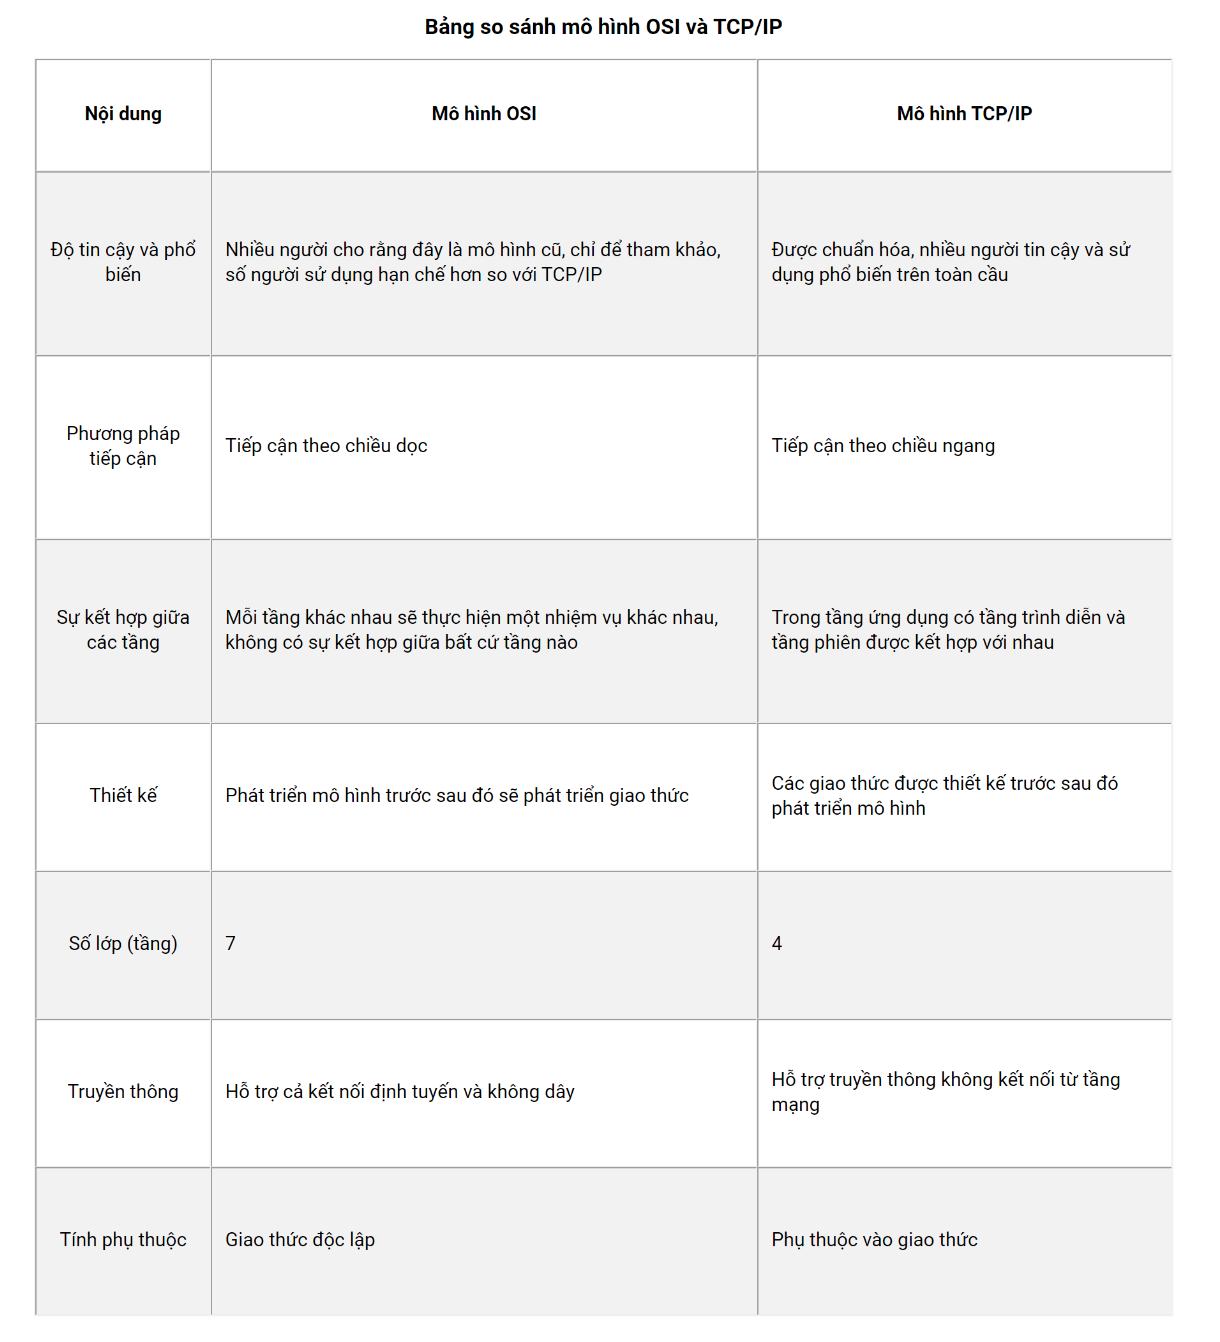 Bảng so sánh mô hình OSI và TCP/IP
Nội dung
Mô hình OSI
Mô hình TCP/IP
Độ tin cậy và phổ
biến
Nhiều người cho rằng đây là mô hình cũ, chỉ để tham khảo,
số người sử dụng hạn chế hơn so với TCP/IP
Được chuẩn hóa, nhiều người tin cậy và sử
dụng phổ biến trên toàn cầu
Phương pháp
tiếp cận
Tiếp cận theo chiều dọc
Tiếp cận theo chiều ngang
Sự kết hợp giữa
các tầng
Mỗi tầng khác nhau sẽ thực hiện một nhiệm vụ khác nhau,
không có sự kết hợp giữa bất cứ tầng nào
Trong tầng ứng dụng có tầng trình diễn và
tầng phiên được kết hợp với nhau
Thiết kế
Phát triển mô hình trước sau đó sẽ phát triển giao thức
Các giao thức được thiết kế trước sau đó
phát triển mô hình
Số lớp (tầng)
7
4
Truyền thông
Hỗ trợ cả kết nối định tuyến và không dây
Hỗ trợ truyền thông không kết nối từ tầng
mạng
Tính phụ thuộc
Giao thức độc lập
Phụ thuộc vào giao thức